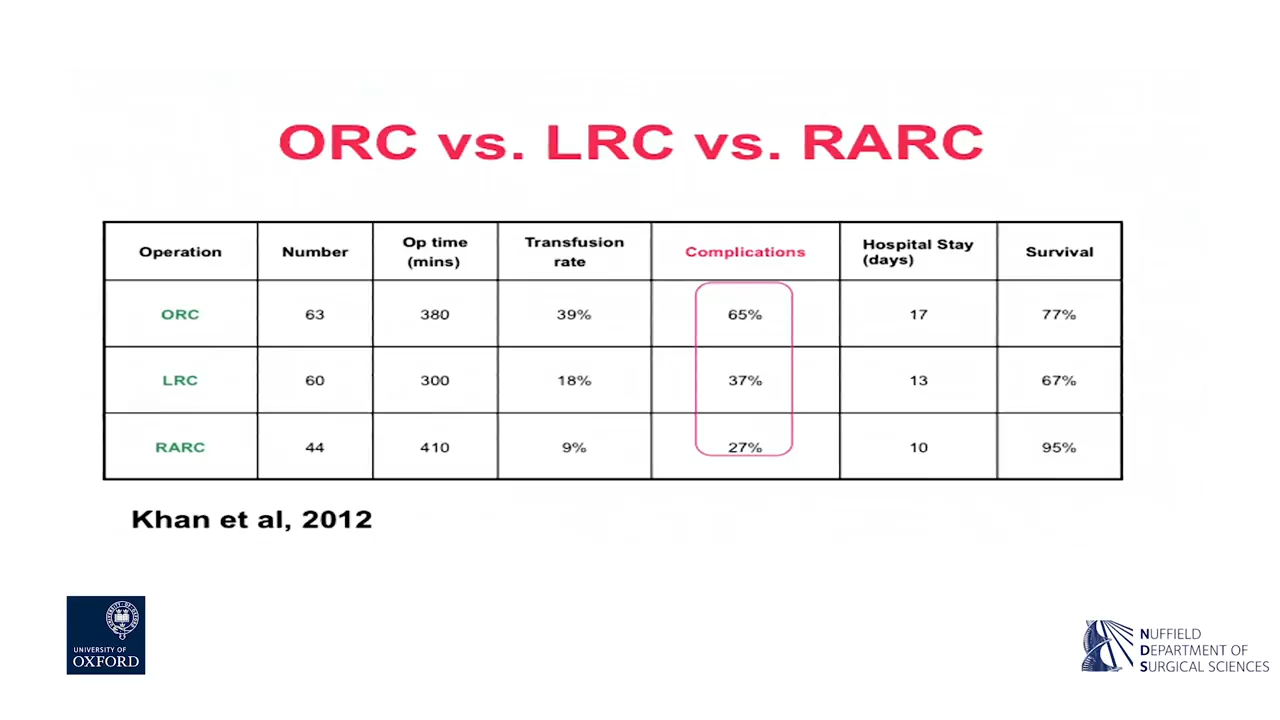 ORC vs. LRC vs. RARC
Operation Number Op time (mins) Transfusion rate Complications Hospital Stay (days) Survival
ORC 63 380 39% 65% 17 77%
LRC 60 300 18% 37% 13 67%
RARC 44 410 9% 27% 10 95%
Khan et al, 2012
UNIVERSITY OF
OXFORD
NUFFIELD
DEPARTMENT OF
SURGICAL SCIENCES